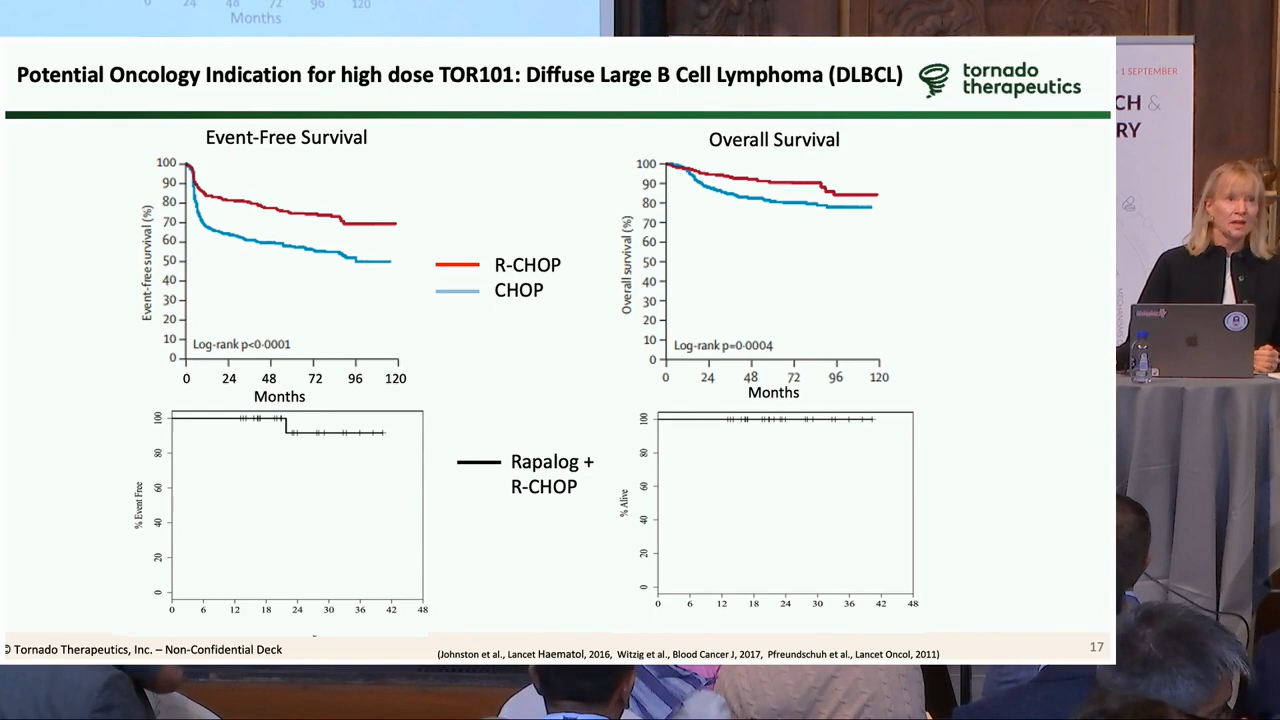 0 24 48 72 96 120
Months
Potential Oncology Indication for high dose TOR101: Diffuse Large B Cell Lymphoma (DLBCL)
tornado
therapeutics
1 SEPTEMBER
CH &
RY
Event-Free Survival
Event-free survival (%)
100
90
80
70
60
50
40
30
20
10
0
Log-rank p<0·0001
0 24 48 72 96 120
Months
R-CHOP
CHOP
Overall Survival
Overall survival (%)
100
90
80
70
60
50
40
30
20
10
0
Log-rank p=0·0004
0 24 48 72 96 120
Months
% Event Free
100
80
60
40
20
0
0 6 12 18 24 30 36 42 48
Rapalog +
R-CHOP
% Alive
100
80
60
40
20
0
0 6 12 18 24 30 36 42 48
© Tornado Therapeutics, Inc. – Non-Confidential Deck
(Johnston et al., Lancet Haematol, 2016, Witzig et al., Blood Cancer J, 2017, Pfreundschuh et al., Lancet Oncol, 2011)
17